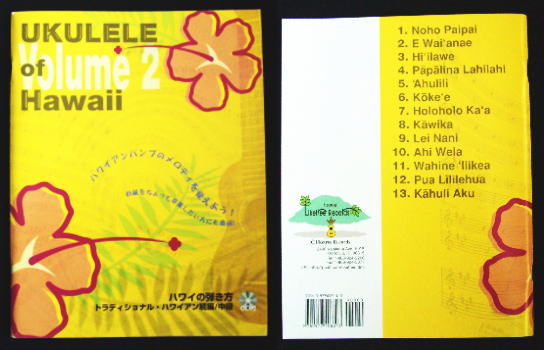 UKULELE
of
Volume 2
Hawaii
ハワイアンバンプのメロディを覚えよう!
ハワイの弾き方
トラディショナル・ハワイアン続編/中級
1. Noho Paipai
2. E Wai'anae
3. Hi'ilawe
4. Pāpālina Lahilahi
5. 'Ahulili
6. Kōke'e
7. Holoholo Ka'a
8. Kāwika
9. Lei Nani
10. Ahi Wela
11. Wahine 'Ilikea
12. Pua Lililehua
13. Kāhuli Aku
Records